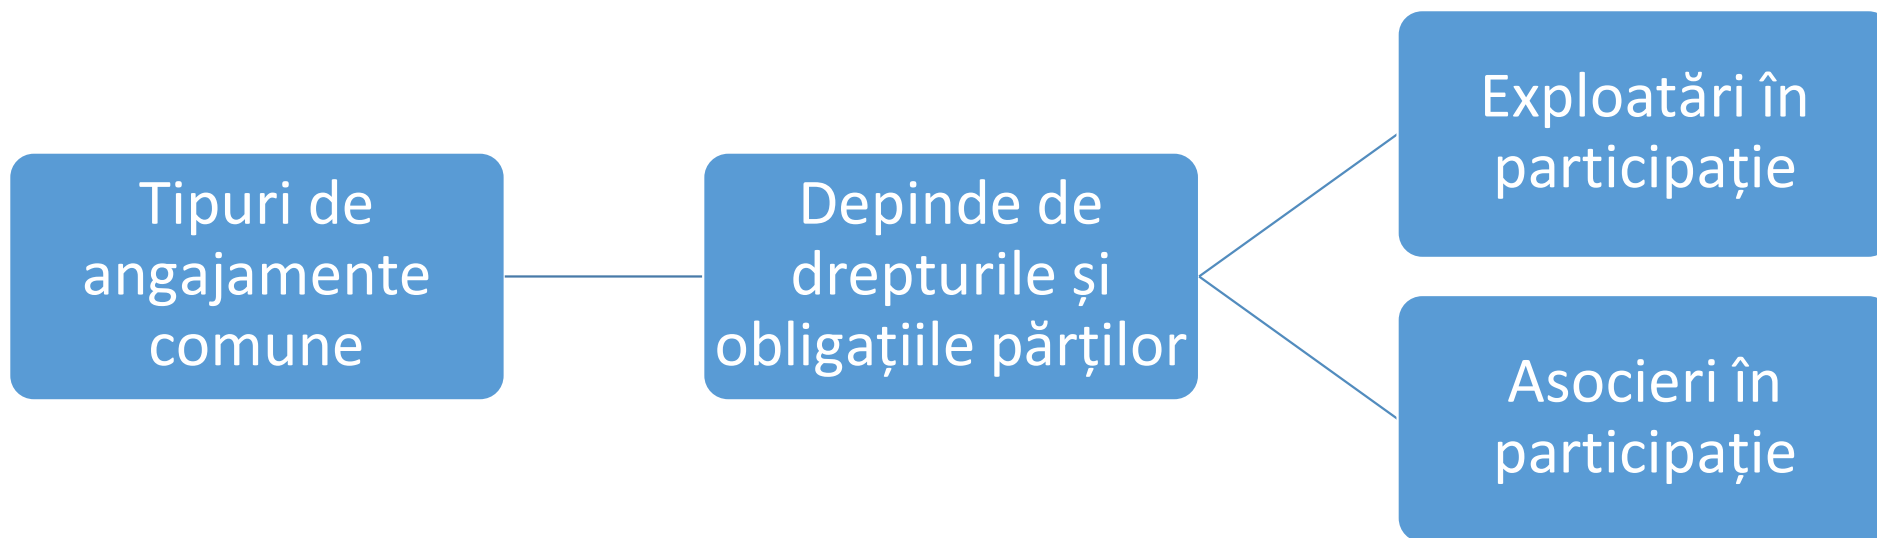 Tipuri de
angajamente
comune
Depinde de
drepturile și
obligațiile părților
Exploatări în
participație
Asocieri în
participație